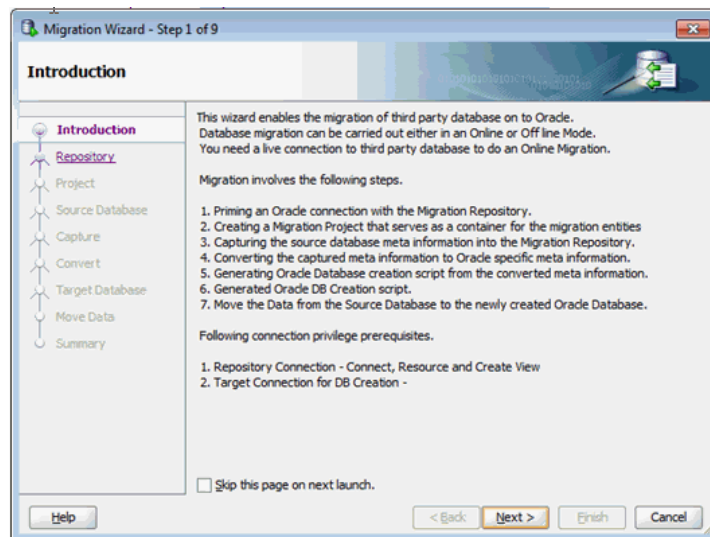 Migration Wizard - Step 1 of 9
Introduction
Introduction
Repository
Project
Source Database
Capture
Convert
Target Database
Move Data
Summary
This wizard enables the migration of third party database on to Oracle.
Database migration can be carried out either in an Online or Off line Mode.
You need a live connection to third party database to do an Online Migration.
Migration involves the following steps.
1. Priming an Oracle connection with the Migration Repository.
2. Creating a Migration Project that serves as a container for the migration entities
3. Capturing the source database meta information into the Migration Repository.
4. Converting the captured meta information to Oracle specific meta information.
5. Generating Oracle Database creation script from the converted meta information.
6. Generated Oracle DB Creation script.
7. Move the Data from the Source Database to the newly created Oracle Database.
Following connection privilege prerequisites.
1. Repository Connection - Connect, Resource and Create View
2. Target Connection for DB Creation -
Skip this page on next launch.
Help
< Back
Next >
Finish
Cancel